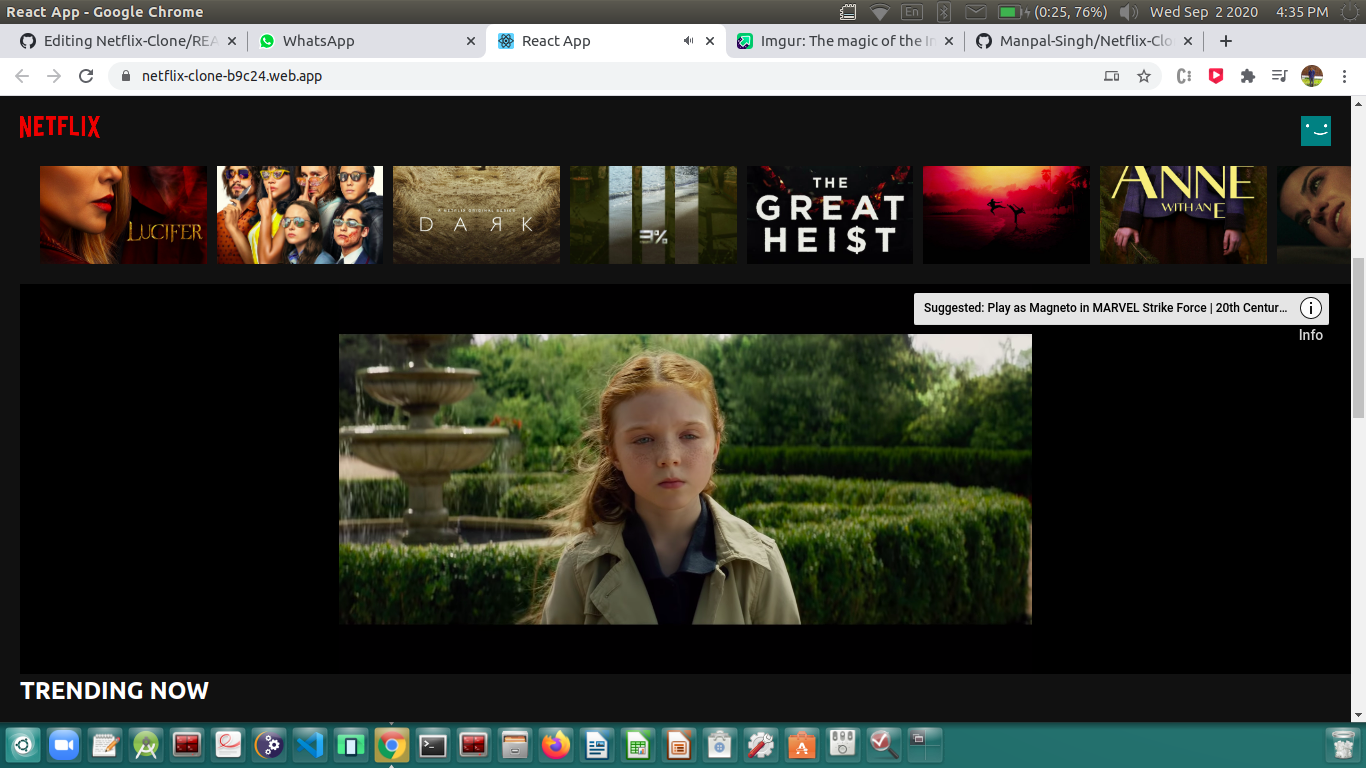 React App - Google Chrome
En
(0:25, 76%)
Wed Sep 2 2020
4:35 PM
Editing Netflix-Clone/REA
WhatsApp
React App
Imgur: The magic of the In
Manpal-Singh/Netflix-Clo
netflix-clone-b9c24.web.app
NETFLIX
LUCIFER
A NETFLIX ORIGINAL SERIES
DARK
3%
THE
GREAT
HEI$T
ANNE
WITH AN E
Suggested: Play as Magneto in MARVEL Strike Force | 20th Centur...
Info
TRENDING NOW